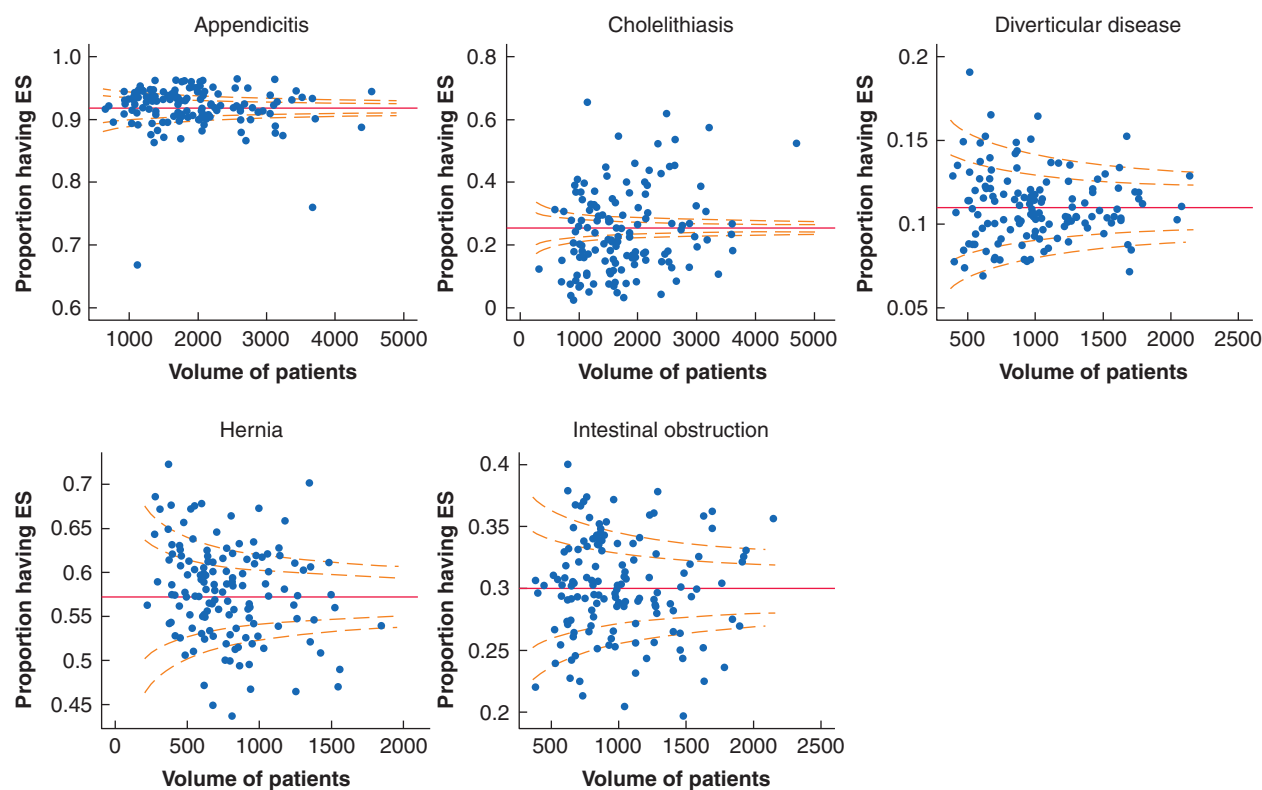 Appendicitis
Cholelithiasis
Diverticular disease
Proportion having ES
1.0
0.9
0.8
0.7
0.6
1000 2000 3000 4000 5000
Volume of patients
Proportion having ES
0.8
0.6
0.4
0.2
0
0 1000 2000 3000 4000 5000
Volume of patients
Proportion having ES
0.2
0.15
0.1
0.05
500 1000 1500 2000 2500
Volume of patients
Hernia
Intestinal obstruction
Proportion having ES
0.7
0.65
0.6
0.55
0.5
0.45
0 500 1000 1500 2000
Volume of patients
Proportion having ES
0.4
0.35
0.3
0.25
0.2
500 1000 1500 2000 2500
Volume of patients